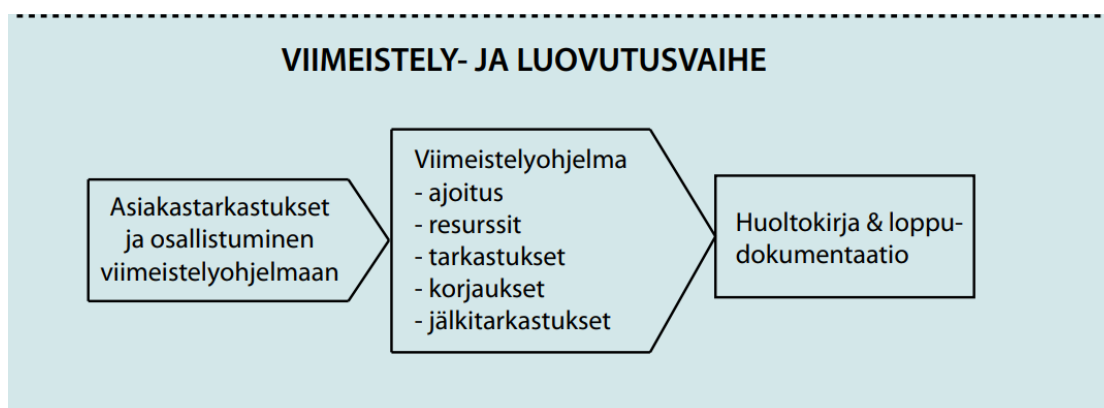 VIIMEISTELY- JA LUOVUTUSVAIHE
Asiakastarkastukset
ja osallistuminen
viimeistelyohjelmaan
Viimeistelyohjelma
- ajoitus
- resurssit
- tarkastukset
- korjaukset
- jälkitarkastukset
Huoltokirja & loppu-
dokumentaatio